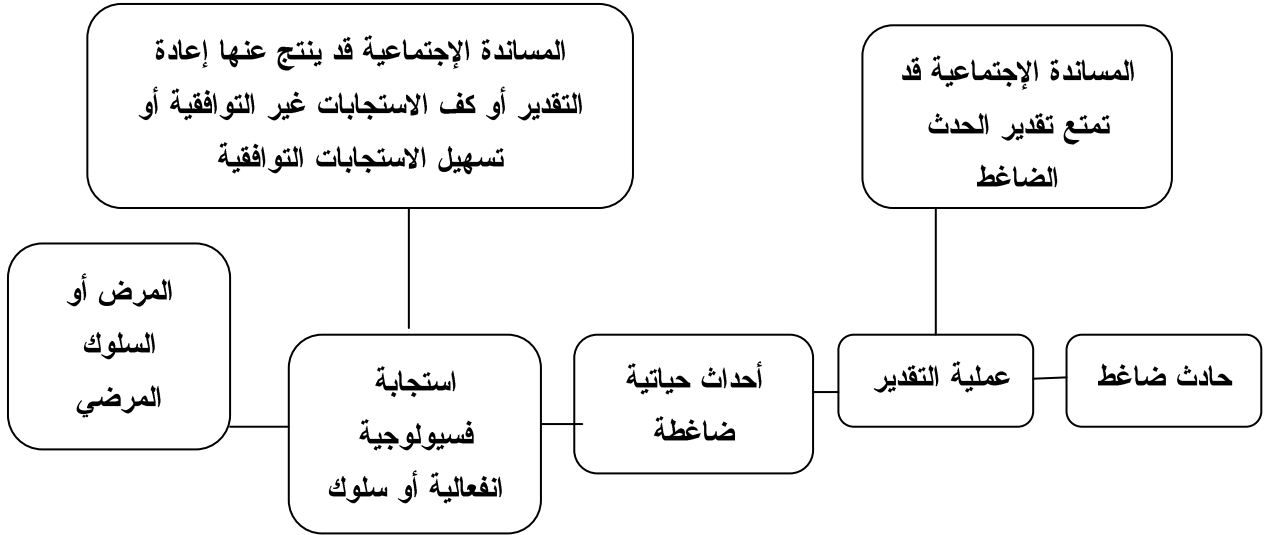 المساندة الإجتماعية قد ينتج عنها إعادة
التقدير أو كف الاستجابات غير التوافقية أو
تسهيل الاستجابات التوافقية
المساندة الإجتماعية قد
تمتع تقدير الحدث
الضاغط
حادث ضاغط
عملية التقدير
أحداث حياتية
ضاغطة
استجابة
فسيولوجية
انفعالية أو سلوك
المرض أو
السلوك
المرضي